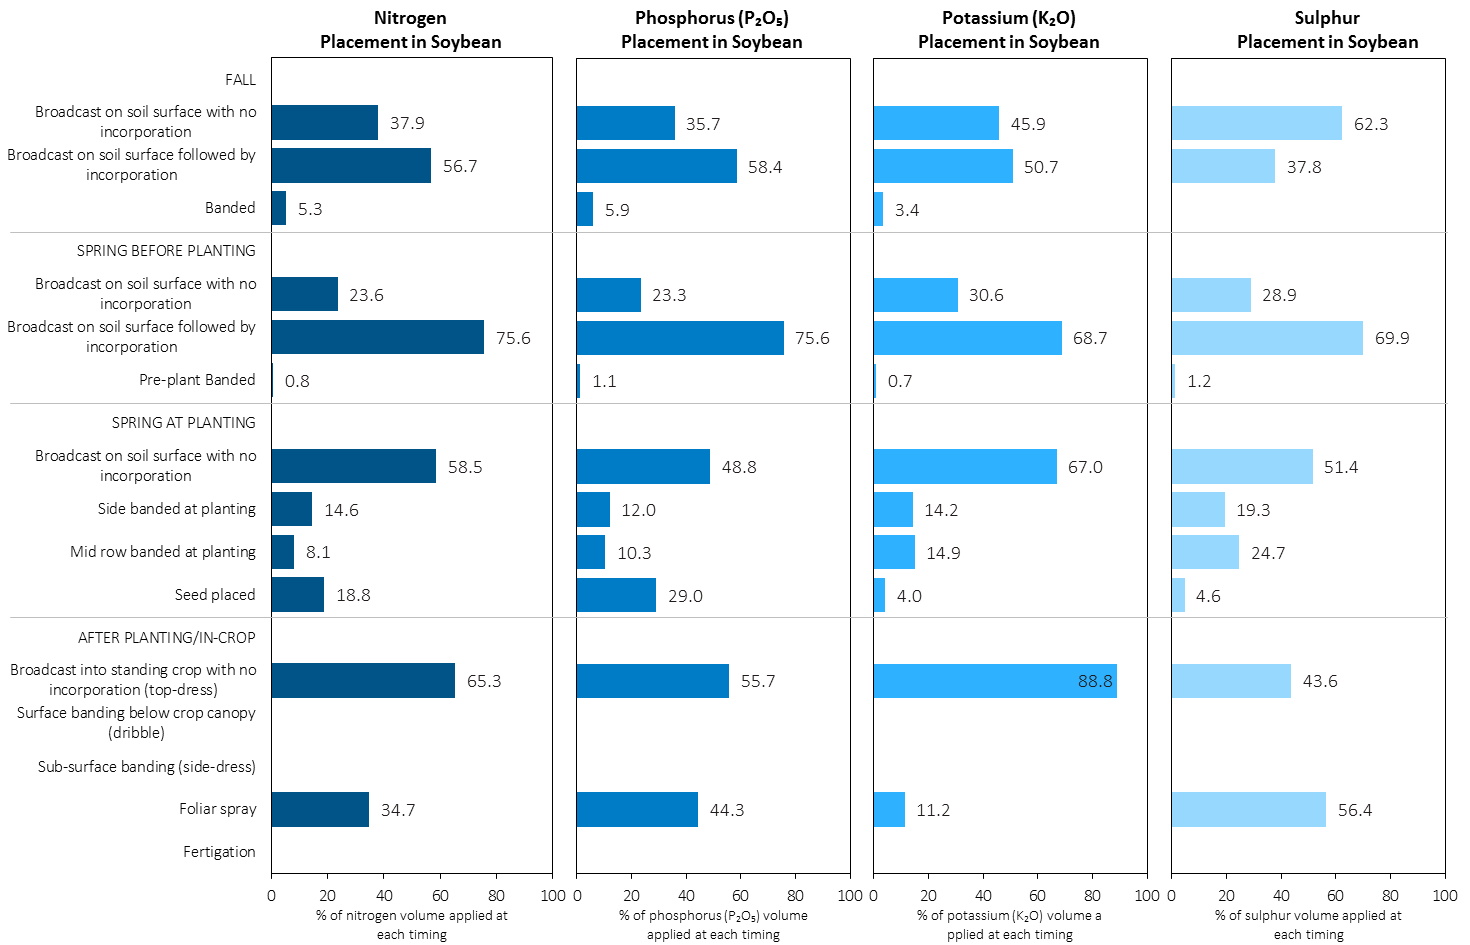 Nitrogen
Placement in Soybean
Phosphorus (P₂O₅)
Placement in Soybean
Potassium (K₂O)
Placement in Soybean
Sulphur
Placement in Soybean
FALL
Broadcast on soil surface with no
incorporation
37.9
35.7
45.9
62.3
Broadcast on soil surface followed by
incorporation
56.7
58.4
50.7
37.8
Banded
5.3
5.9
3.4
SPRING BEFORE PLANTING
Broadcast on soil surface with no
incorporation
23.6
23.3
30.6
28.9
Broadcast on soil surface followed by
incorporation
75.6
75.6
68.7
69.9
Pre-plant Banded
0.8
1.1
0.7
1.2
SPRING AT PLANTING
Broadcast on soil surface with no
incorporation
58.5
48.8
67.0
51.4
Side banded at planting
14.6
12.0
14.2
19.3
Mid row banded at planting
8.1
10.3
14.9
24.7
Seed placed
18.8
29.0
4.0
4.6
AFTER PLANTING/IN-CROP
Broadcast into standing crop with no
incorporation (top-dress)
65.3
55.7
88.8
43.6
Surface banding below crop canopy
(dribble)
Sub-surface banding (side-dress)
Foliar spray
34.7
44.3
11.2
56.4
Fertigation
0 20 40 60 80 100
0 20 40 60 80 100
0 20 40 60 80 100
0 20 40 60 80 100
% of nitrogen volume applied at
each timing
% of phosphorus (P₂O₅) volume
applied at each timing
% of potassium (K₂O) volume a
pplied at each timing
% of sulphur volume applied at
each timing